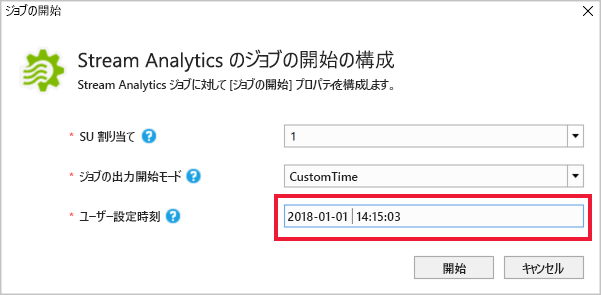 ジョブの開始
Stream Analytics のジョブの開始の構成
Stream Analytics ジョブに対して [ジョブの開始] プロパティを構成します。
* SU 割り当て ?
1
* ジョブの出力開始モード ?
CustomTime
* ユーザー設定時刻 ?
2018-01-01 14:15:03
開始 キャンセル